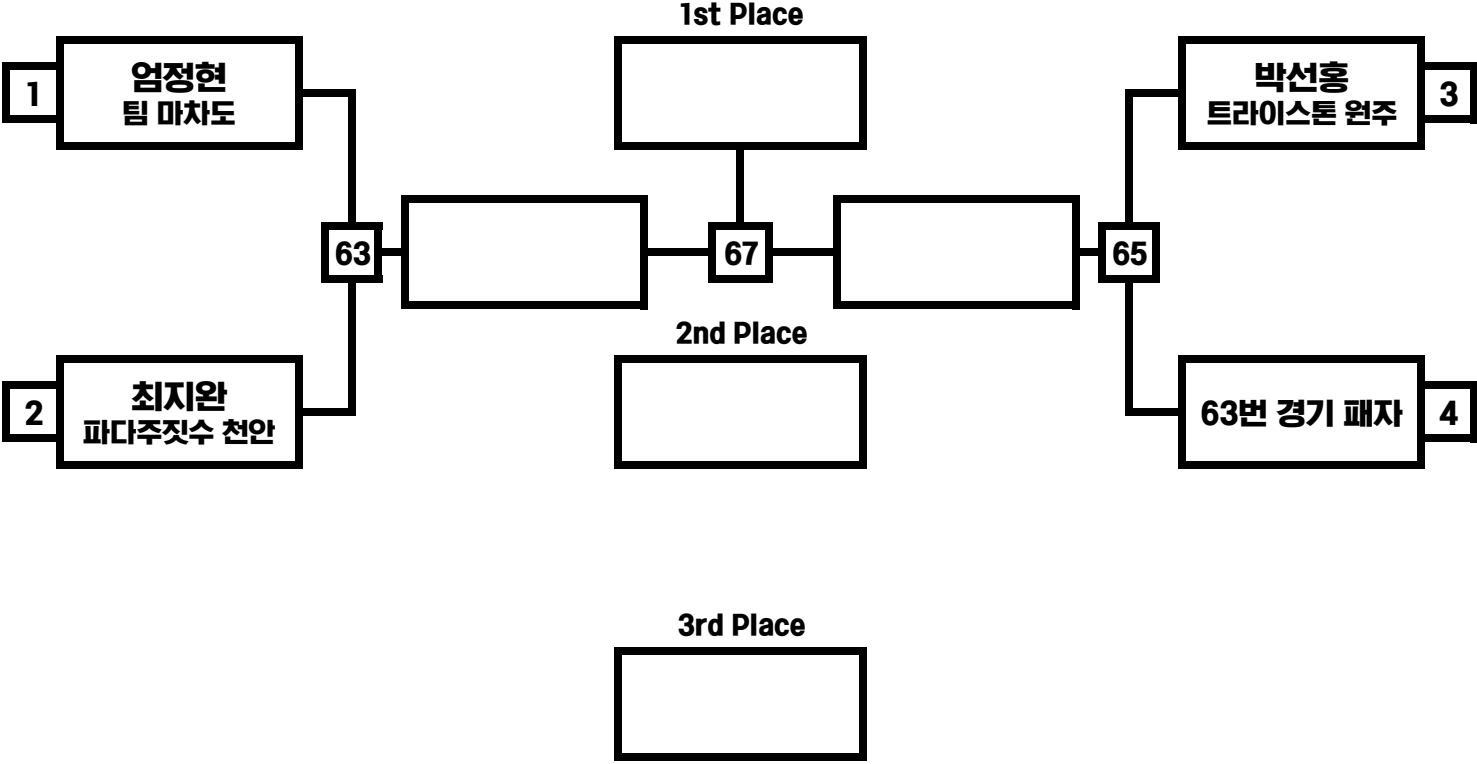 1st Place
1
엄정현
팀 마차도
박선홍
트라이스톤 원주
3
63
67
65
2nd Place
2
최지완
파다주짓수 천안
63번 경기 패자
4
3rd Place